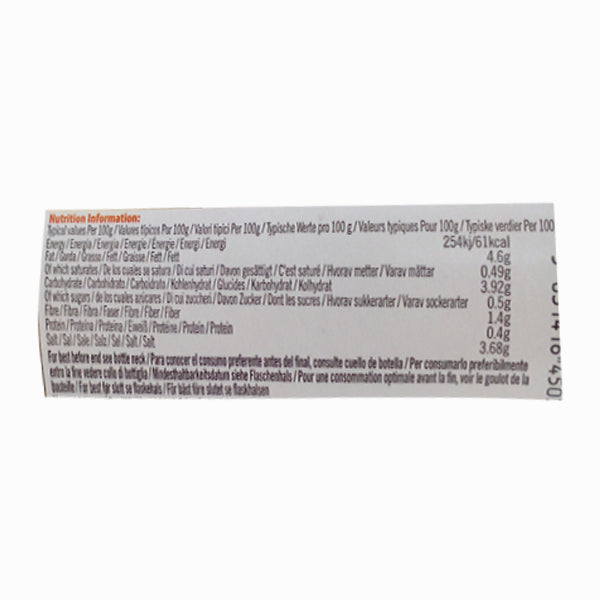 Nutrition Information:
Typical values Per 100g / Valores típicos Por 100g / Valori tipici Per 100g / Typische Werte pro 100 g / Valeurs typiques Pour 100g / Typiske verdier Per 100
Energy / Energía / Energia / Energie / Énergie / Energi / Energi 254kj/61kcal
Fat / Gorda / Grasso / Fett / Graisse / Fett / Fett 4.6g
Of which saturates / De los cuales se satura / Di cui saturi / Davon gesättigt / C'est saturé / Hvorav metter / Varav mättar 0.49g
Carbohydrate / Carbohidrato / Carboidrato / Kohlenhydrat / Glucides / Karbohydrat / Kolhydrat 3.92g
Of which sugars / de los cuales azúcares / Di cui zuccheri / Davon Zucker / Dont les sucres / Hvorav sukkerarter / Varav sockerarter 0.5g
Fibre / Fibra / Fibra / Faser / Fibre / Fiber / Fiber 1.4g
Protein / Proteína / Proteina / Eiweiß / Protéine / Protein / Protein 0.4g
Salt / Sal / Sale / Salz / Sel / Salt / Salt 3.68g
For best before end see bottle neck / Para conocer el consumo preferente antes del final, consulte cuello de botella / Per consumarlo preferibilmente
entro la fine vedere collo di bottiglia / Mindesthaltbarkeitsdatum siehe Flaschenhals / Pour une consommation optimale avant la fin, voir le goulot de la
bouteille / For best før slutt se flaskehals / För bäst före slutet se flaskhalsen